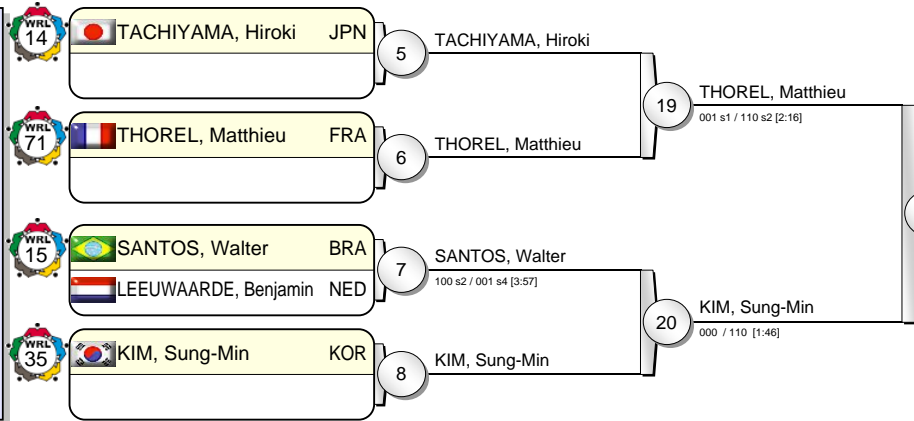 WRL
14
TACHIYAMA, Hiroki JPN
5
TACHIYAMA, Hiroki
19
THOREL, Matthieu
001 s1 / 110 s2 [2:16]
WRL
71
THOREL, Matthieu FRA
6
THOREL, Matthieu
WRL
15
SANTOS, Walter BRA
LEEUWAARDE, Benjamin NED
7
SANTOS, Walter
100 s2 / 001 s4 [3:57]
20
KIM, Sung-Min
000 / 110 [1:46]
WRL
35
KIM, Sung-Min KOR
8
KIM, Sung-Min